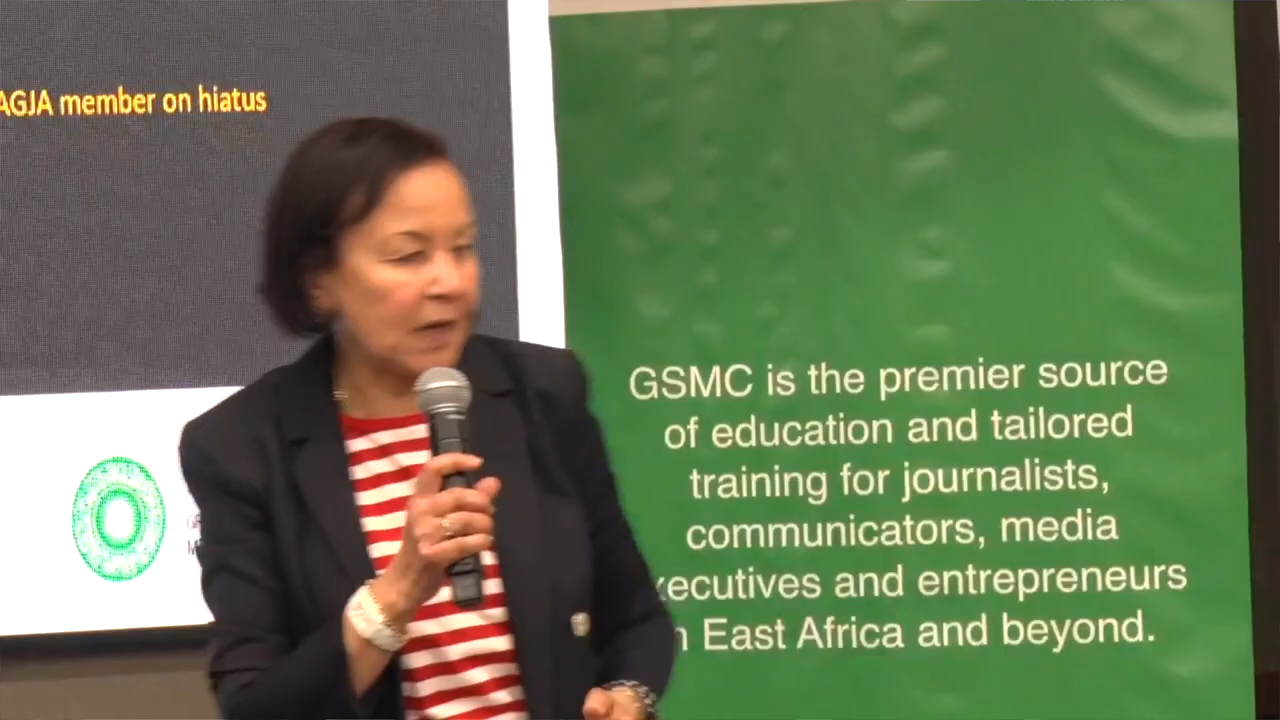 AGJA member on hiatus
GSMC is the premier source
of education and tailored
training for journalists,
communicators, media
xecutives and entrepreneurs
n East Africa and beyond.